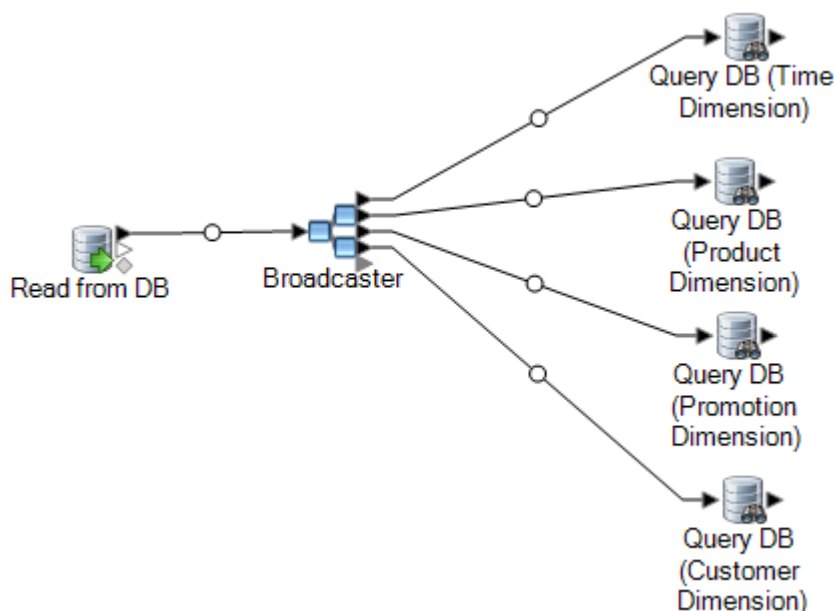 Query DB (Time
Dimension)
Query DB
(Product
Dimension)
Read from DB
Broadcaster
Query DB
(Promotion
Dimension)
Query DB
(Customer
Dimension)